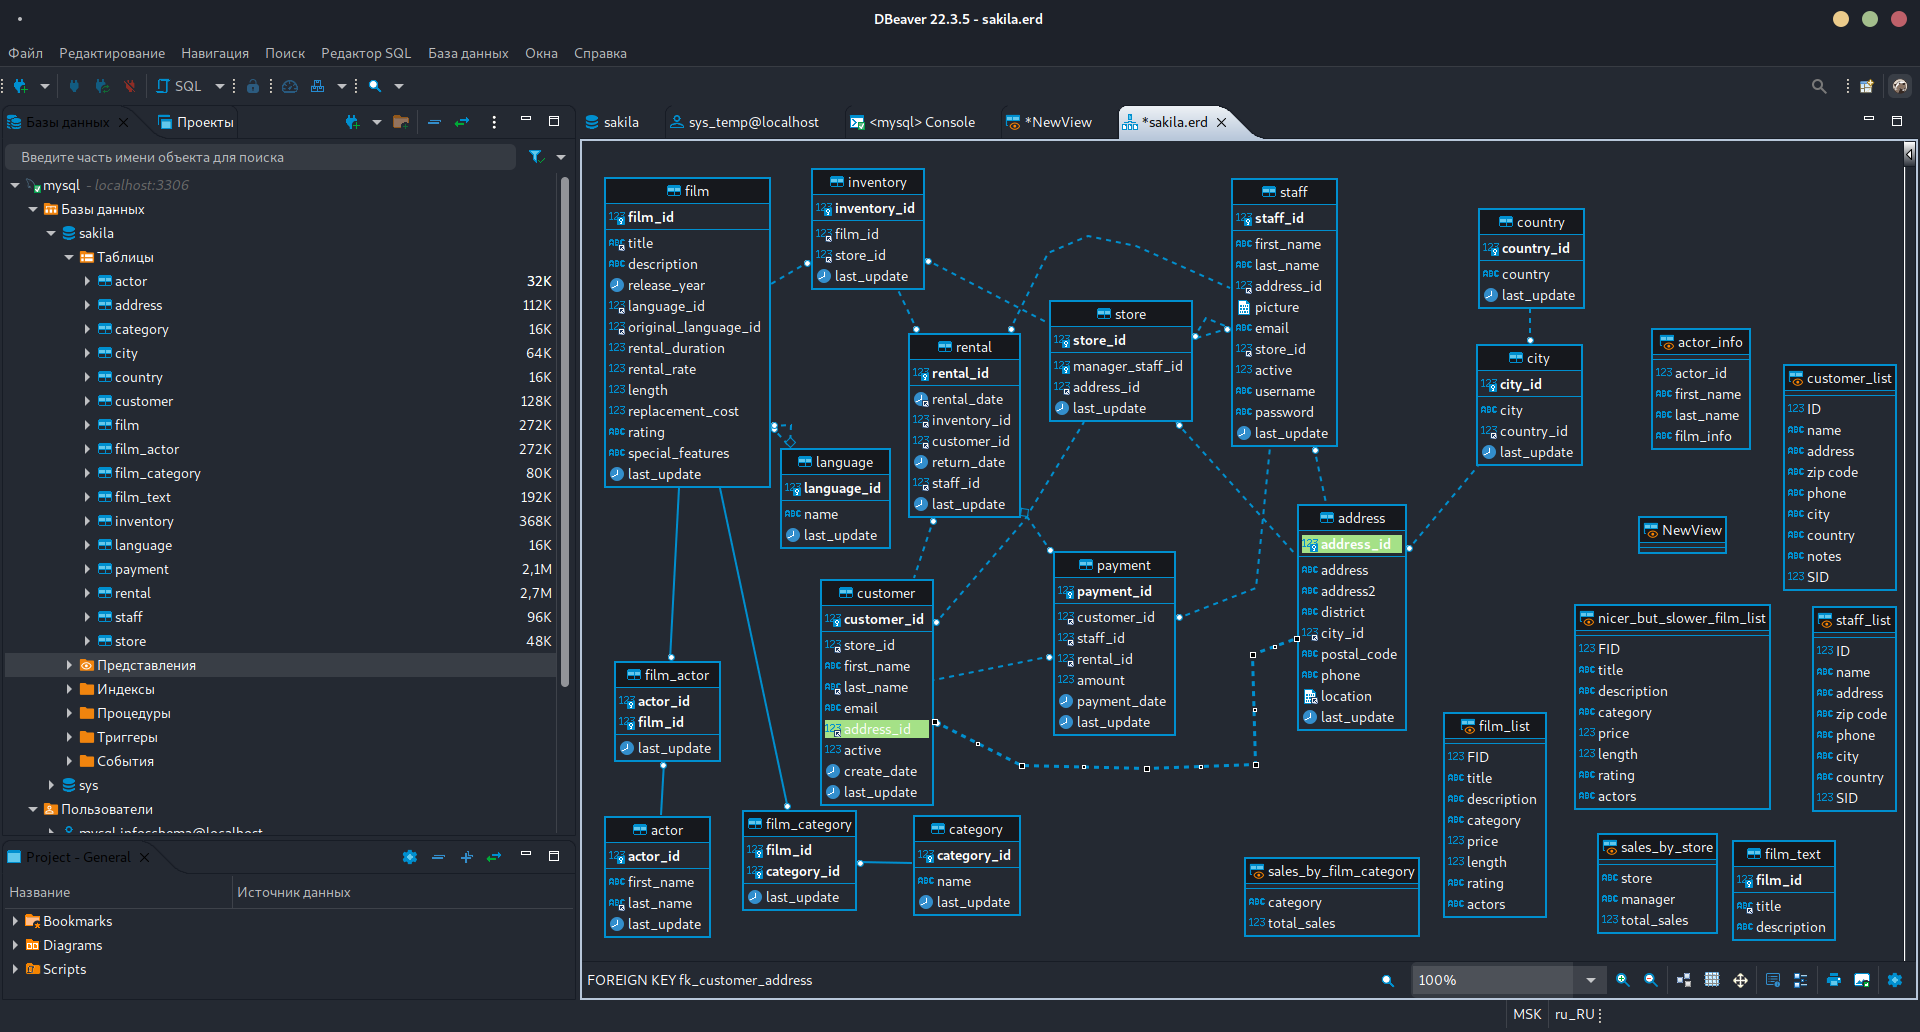 DBeaver 22.3.5 - sakila.erd
Файл Редактирование Навигация Поиск Редактор SQL База данных Окна Справка
SQL
Базы данных Проекты
Введите часть имени объекта для поиска
mysql - localhost:3306
Базы данных
sakila
Таблицы
actor 32K
address 112K
category 16K
city 64K
country 16K
customer 128K
film 272K
film_actor 272K
film_category 80K
film_text 192K
inventory 368K
language 16K
payment 2,1M
rental 2,7M
staff 96K
store 48K
Представления
Индексы
Процедуры
Триггеры
События
sys
Пользователи
mysql.infoschema@localhost
Project - General
Название Источник данных
Bookmarks
Diagrams
Scripts
sakila sys_temp@localhost <mysql> Console *NewView *sakila.erd
film
film_id
title
description
release_year
language_id
original_language_id
rental_duration
rental_rate
length
replacement_cost
rating
special_features
last_update
inventory
inventory_id
film_id
store_id
last_update
rental
rental_id
rental_date
inventory_id
customer_id
return_date
staff_id
last_update
language
language_id
name
last_update
store
store_id
manager_staff_id
address_id
last_update
staff
staff_id
first_name
last_name
address_id
picture
email
store_id
active
username
password
last_update
country
country_id
country
last_update
city
city_id
city
country_id
last_update
address
address_id
address
address2
district
city_id
postal_code
phone
location
last_update
payment
payment_id
customer_id
staff_id
rental_id
amount
payment_date
last_update
customer
customer_id
store_id
first_name
last_name
email
address_id
active
create_date
last_update
film_actor
actor_id
film_id
last_update
actor
actor_id
first_name
last_name
last_update
film_category
film_id
category_id
last_update
category
category_id
name
last_update
actor_info
actor_id
first_name
last_name
film_info
customer_list
ID
name
address
zip code
phone
city
country
notes
SID
NewView
nicer_but_slower_film_list
FID
title
description
category
price
length
rating
actors
staff_list
ID
name
address
zip code
phone
city
country
SID
film_list
FID
title
description
category
price
length
rating
actors
sales_by_film_category
category
total_sales
sales_by_store
store
manager
total_sales
film_text
film_id
title
description
FOREIGN KEY fk_customer_address 100%
MSK ru_RU